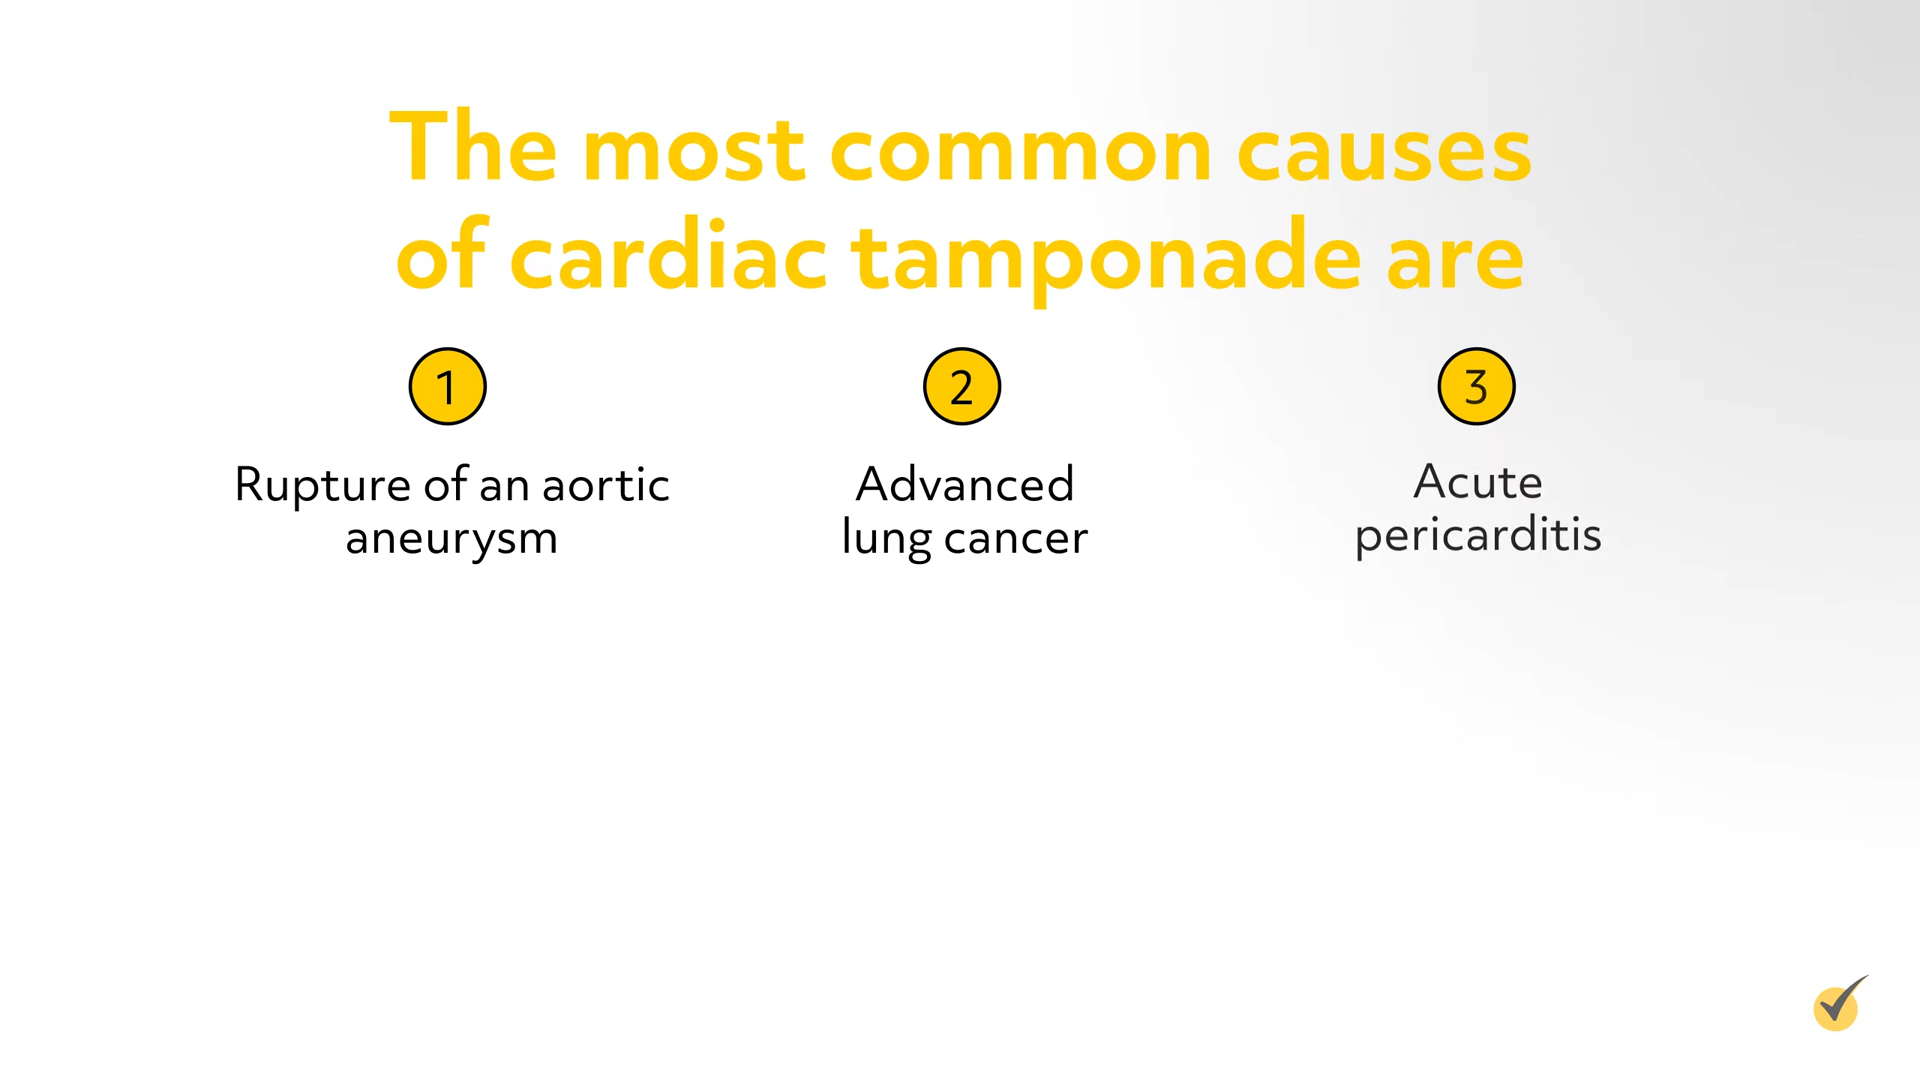 The most common causes
of cardiac tamponade are
1
2
3
Rupture of an aortic
aneurysm
Advanced
lung cancer
Acute
pericarditis